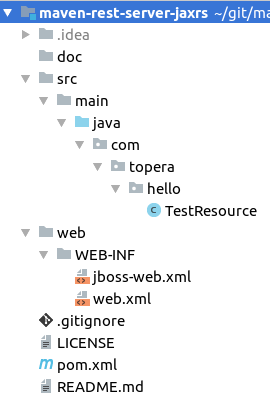 maven-rest-server-jaxrs ~/git/ma
.idea
doc
src
main
java
com
topera
hello
C TestResource
web
WEB-INF
jboss-web.xml
web.xml
.gitignore
LICENSE
m pom.xml
README.md